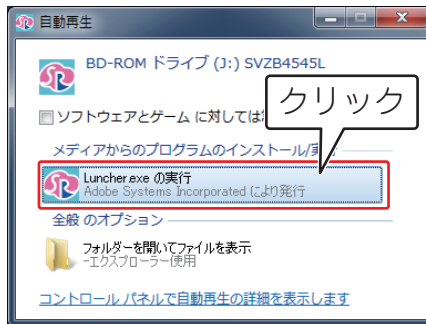 自動再生
BD-ROM ドライブ (J:) SVZB4545L
クリック
ソフトウェアとゲーム に対しては
メディアからのプログラムのインストール/
Luncher.exe の実行
Adobe Systems Incorporated により発行
全般 のオプション
フォルダーを開いてファイルを表示
-エクスプローラー使用
コントロール パネルで自動再生の詳細を表示します